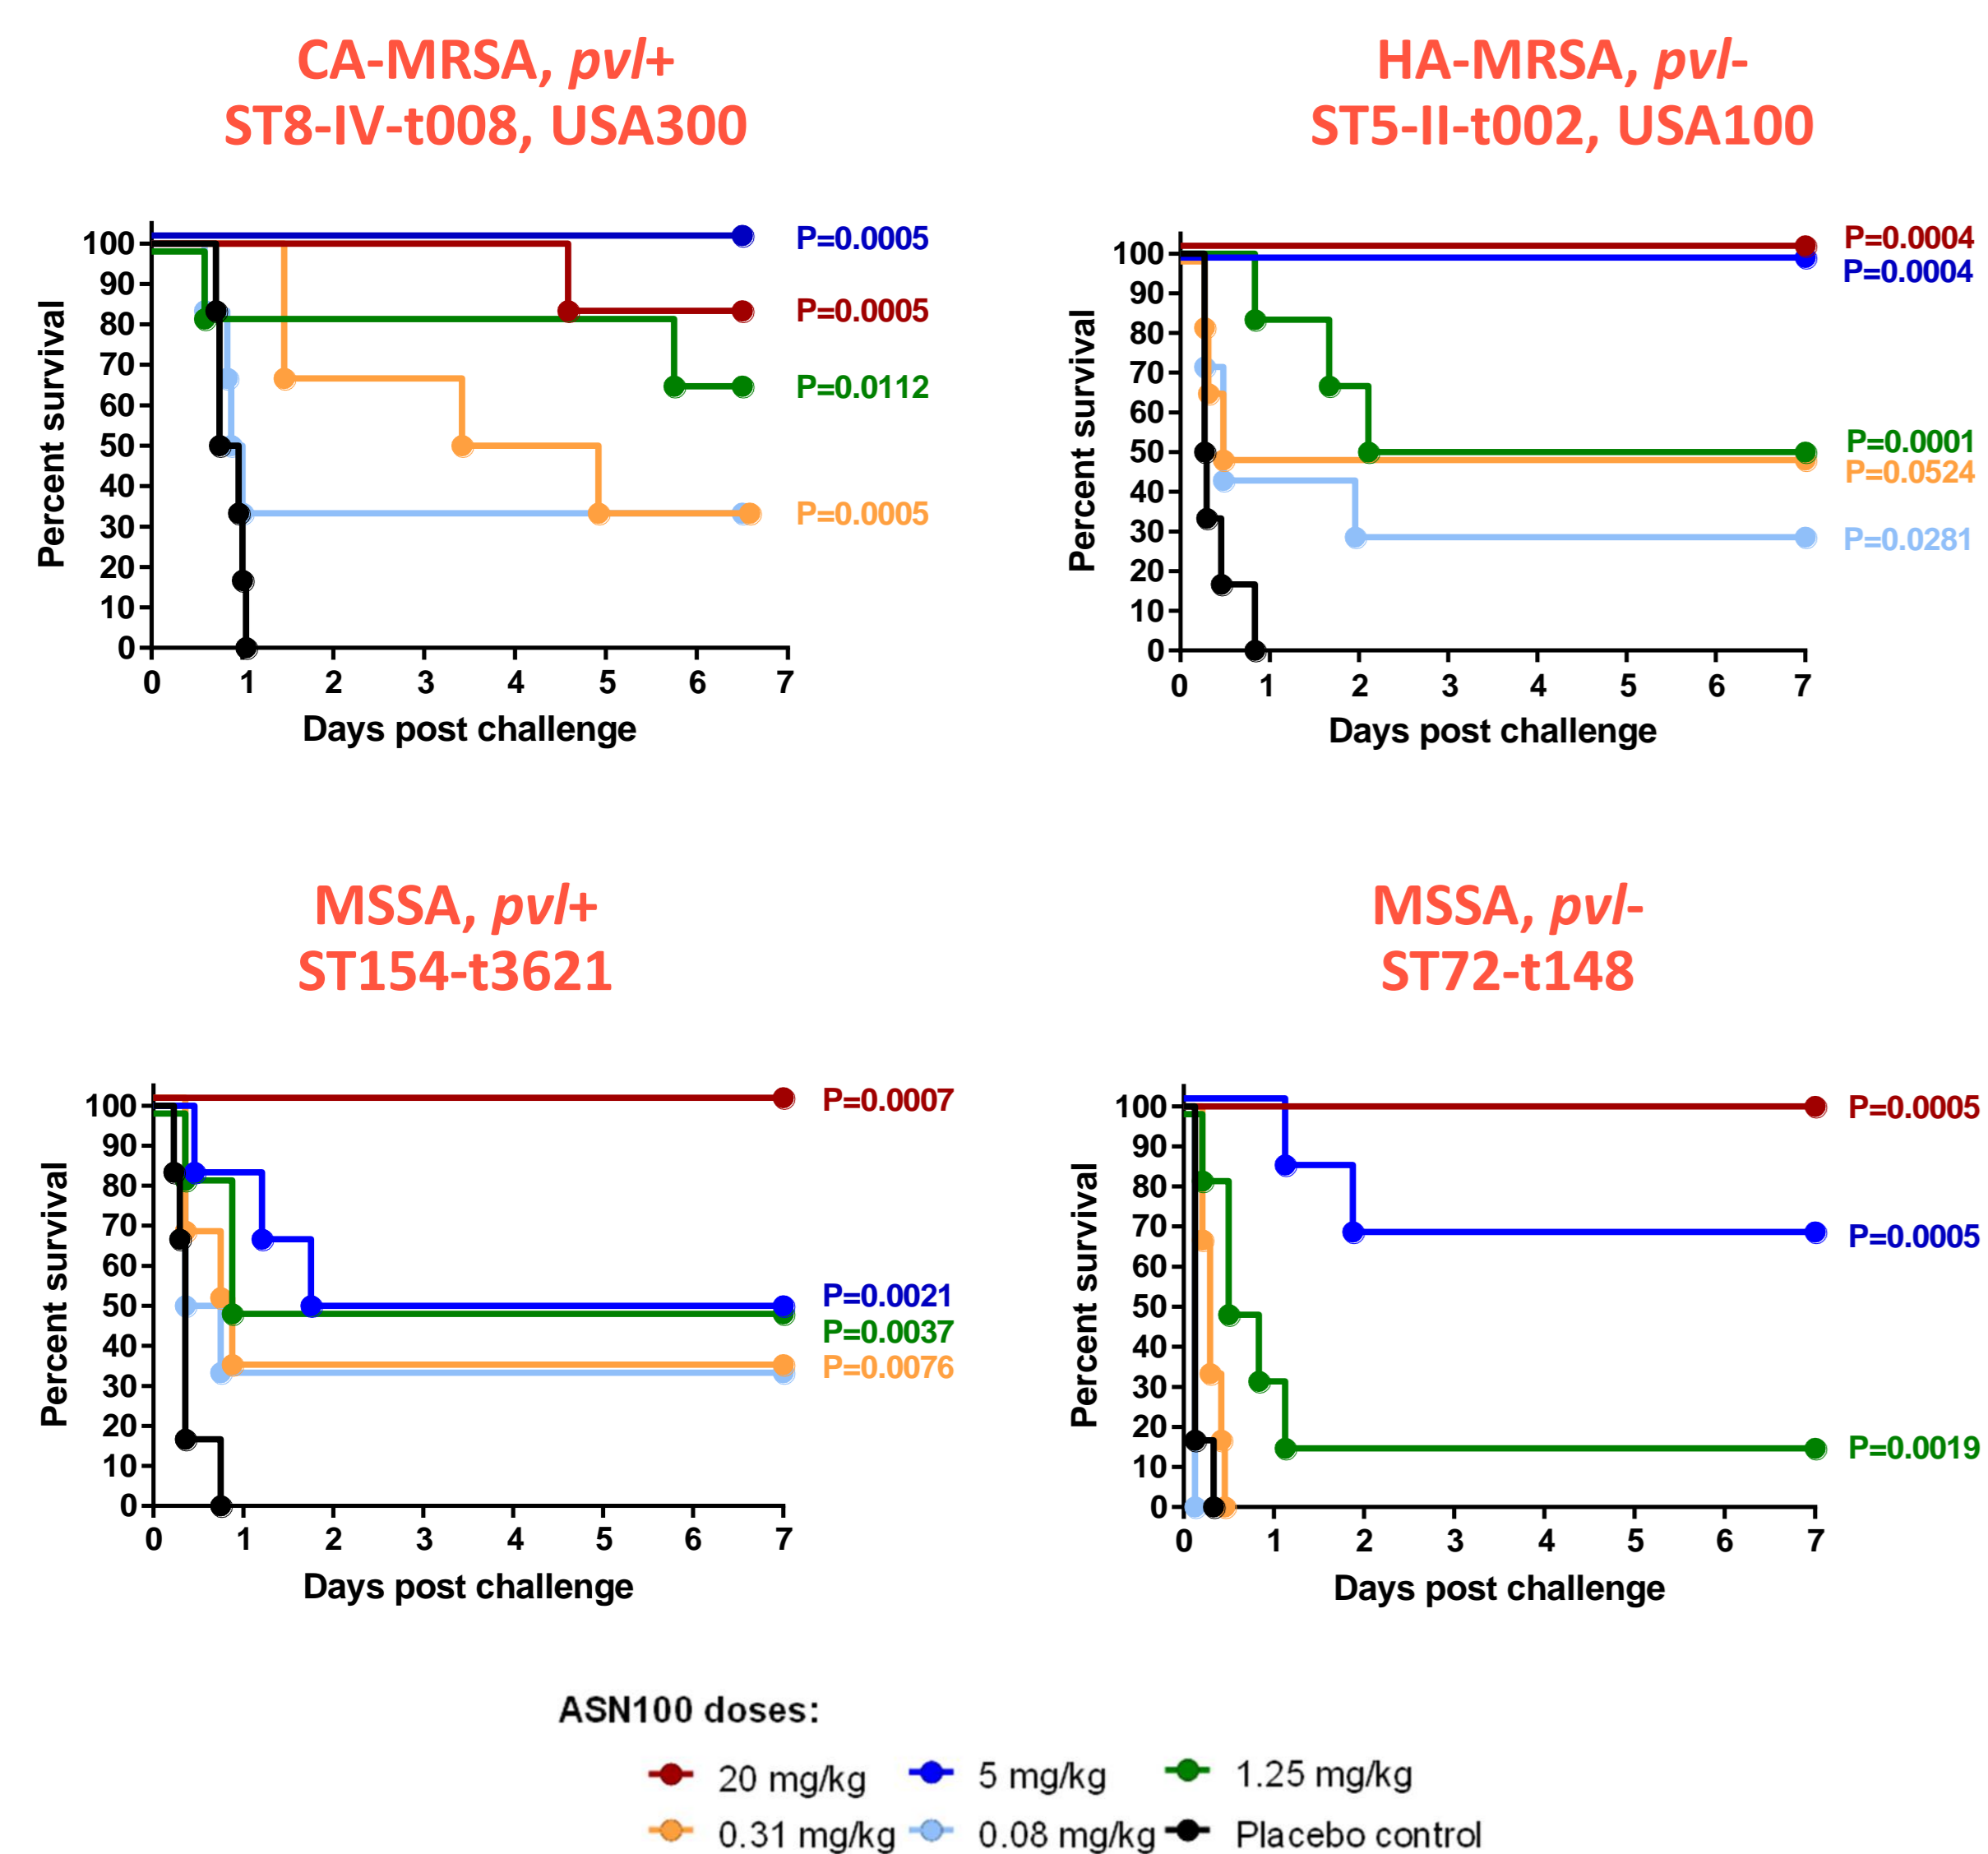 CA-MRSA, pvl+
ST8-IV-t008, USA300
100
90
80
70
60
50
40
30
20
10
0
Percent survival
0 1 2 3 4 5 6 7
Days post challenge
P=0.0005
P=0.0005
P=0.0112
P=0.0005
HA-MRSA, pvl-
ST5-II-t002, USA100
100
90
80
70
60
50
40
30
20
10
0
Percent survival
0 1 2 3 4 5 6 7
Days post challenge
P=0.0004
P=0.0004
P=0.0001
P=0.0524
P=0.0281
MSSA, pvl+
ST154-t3621
100
90
80
70
60
50
40
30
20
10
0
Percent survival
0 1 2 3 4 5 6 7
Days post challenge
P=0.0007
P=0.0021
P=0.0037
P=0.0076
MSSA, pvl-
ST72-t148
100
90
80
70
60
50
40
30
20
10
0
Percent survival
0 1 2 3 4 5 6 7
Days post challenge
P=0.0005
P=0.0005
P=0.0019
ASN100 doses:
20 mg/kg 5 mg/kg 1.25 mg/kg
0.31 mg/kg 0.08 mg/kg Placebo control